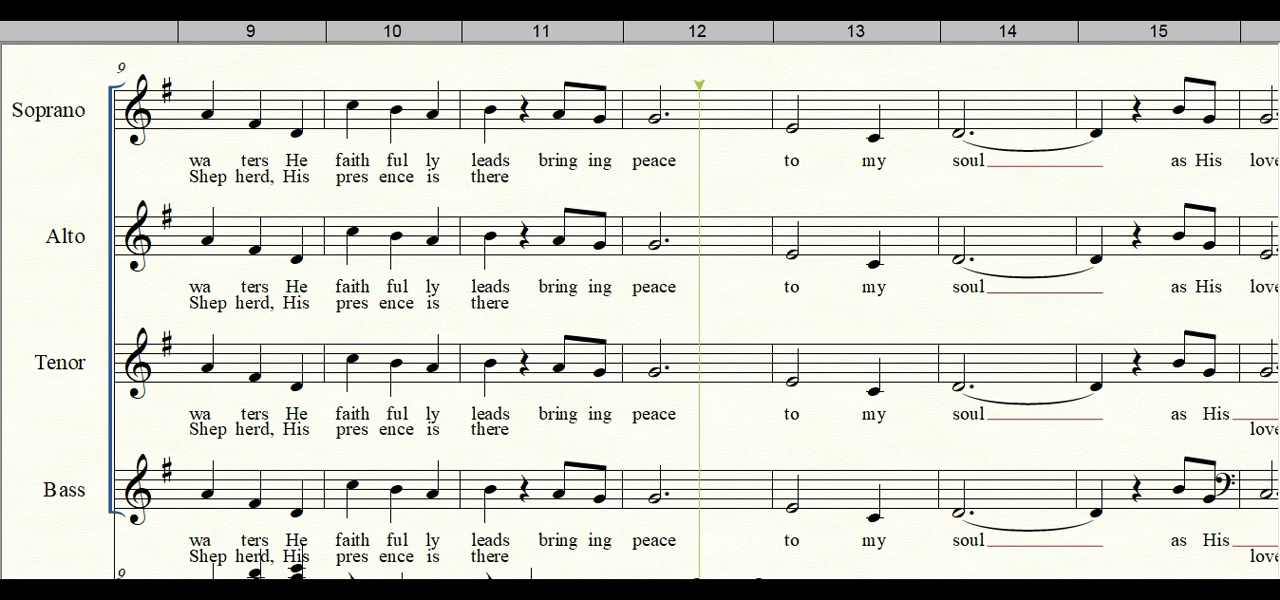 9 10 11 12 13 14 15
9
Soprano
wa ters He faith ful ly leads bring ing peace to my soul as His love
Shep herd, His pres ence is there
Alto
wa ters He faith ful ly leads bring ing peace to my soul as His love
Shep herd, His pres ence is there
Tenor
wa ters He faith ful ly leads bring ing peace to my soul as His
Shep herd, His pres ence is there love
Bass
wa ters He faith ful ly leads bring ing peace to my soul as His
Shep herd, His pres ence is there love
9